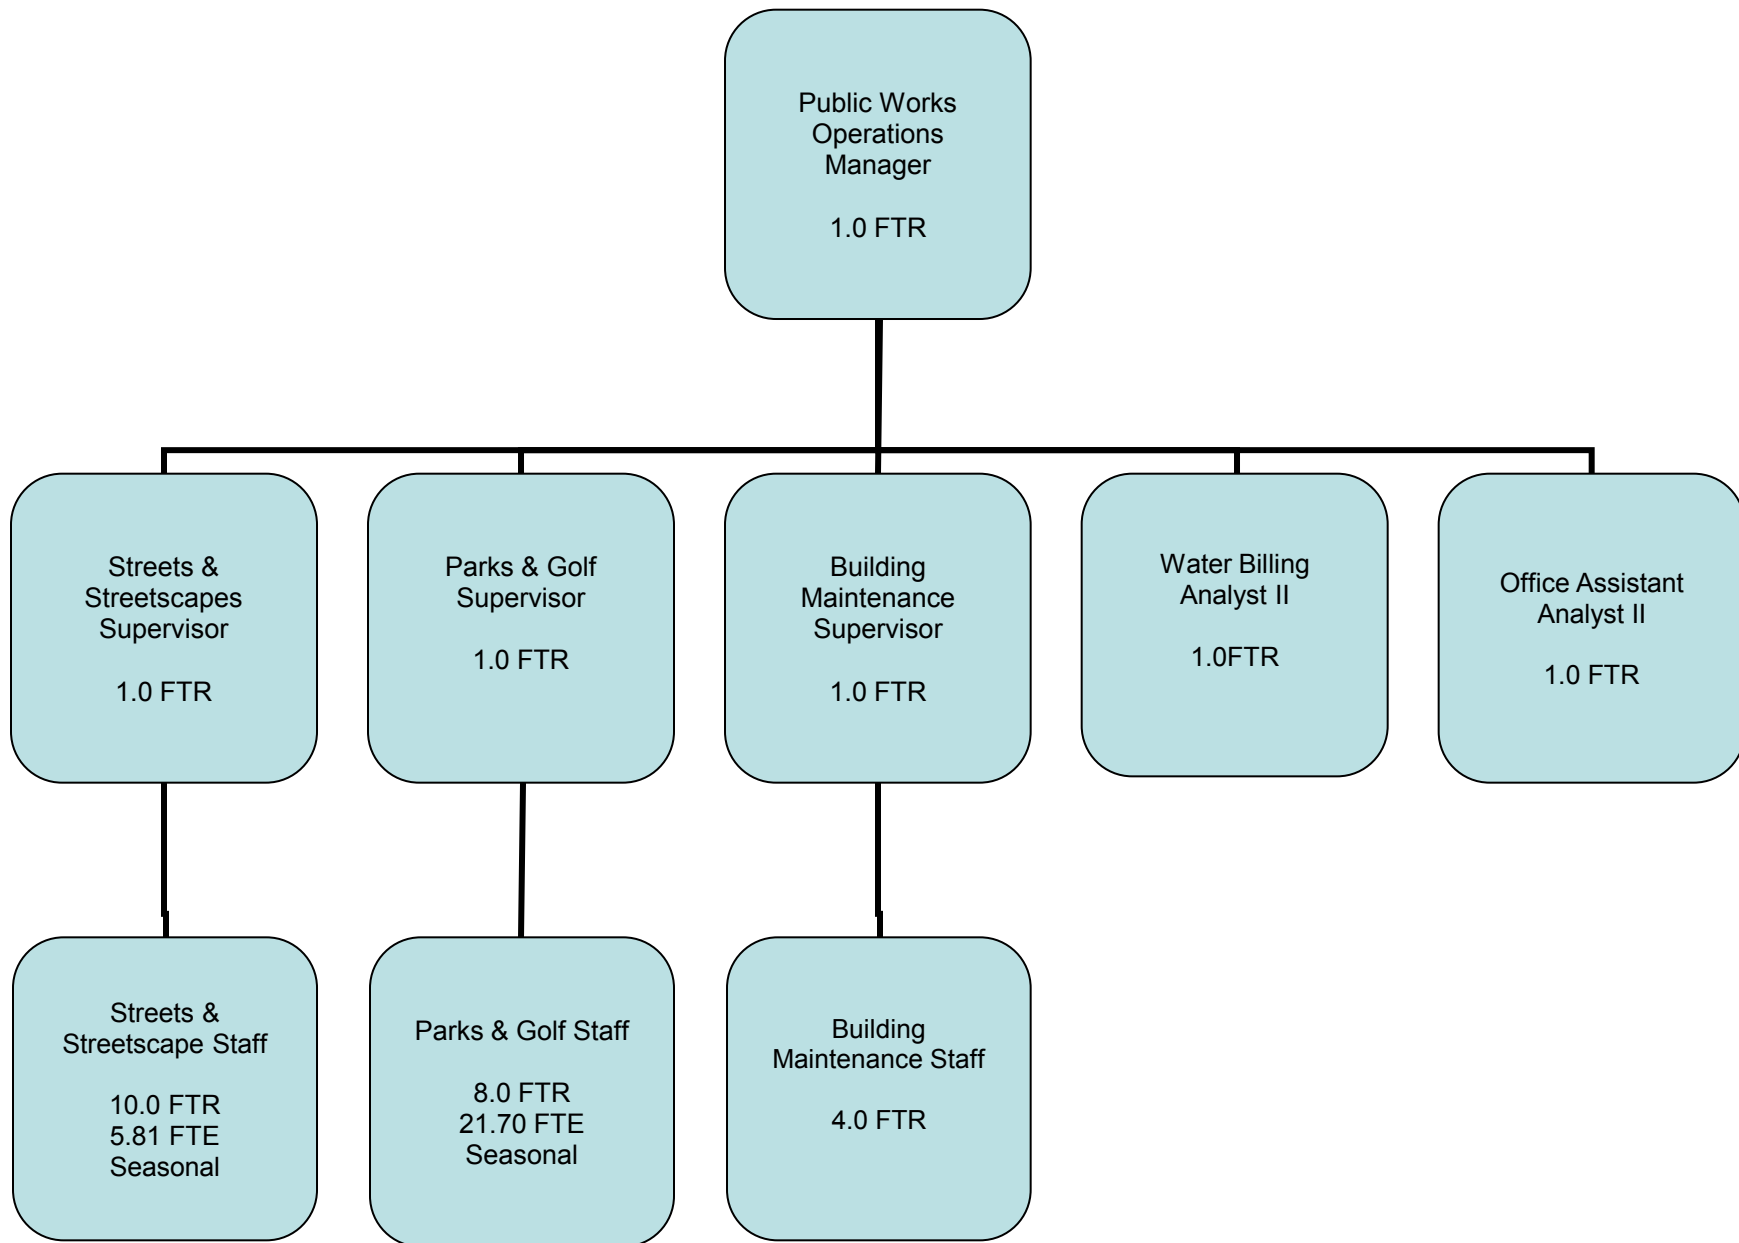 Public Works
Operations
Manager
1.0 FTR
Streets &
Streetscapes
Supervisor
1.0 FTR
Parks & Golf
Supervisor
1.0 FTR
Building
Maintenance
Supervisor
1.0 FTR
Water Billing
Analyst II
1.0FTR
Office Assistant
Analyst II
1.0 FTR
Streets &
Streetscape Staff
10.0 FTR
5.81 FTE
Seasonal
Parks & Golf Staff
8.0 FTR
21.70 FTE
Seasonal
Building
Maintenance Staff
4.0 FTR